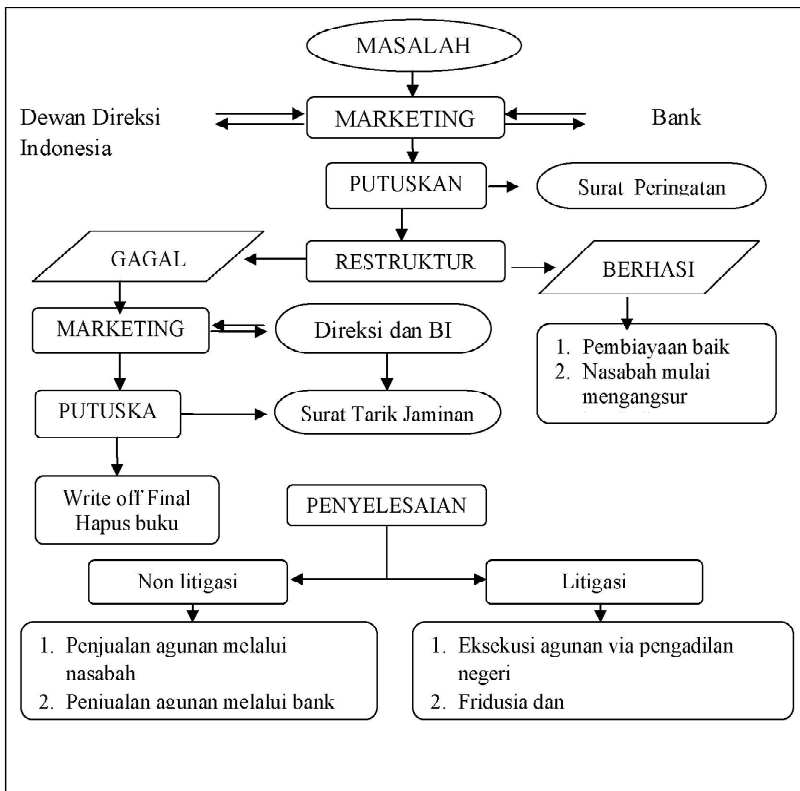 MASALAH
Dewan Direksi
Indonesia
MARKETING
Bank
PUTUSKAN
Surat Peringatan
GAGAL
RESTRUKTUR
BERHASI
MARKETING
Direksi dan BI
1. Pembiayaan baik
2. Nasabah mulai
mengangsur
PUTUSKA
Surat Tarik Jaminan
Write off Final
Hapus buku
PENYELESAIAN
Non litigasi
Litigasi
1. Penjualan agunan melalui
nasabah
2. Penjualan agunan melalui bank
1. Eksekusi agunan via pengadilan
negeri
2. Fridusia dan